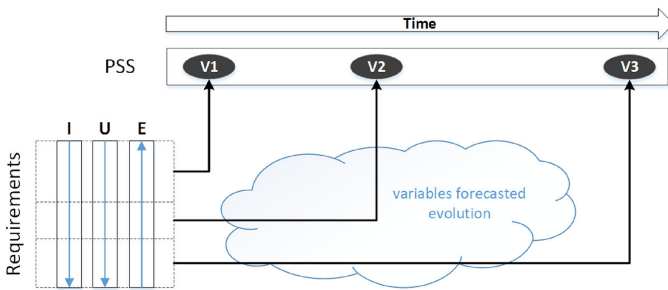 Time
PSS
V1
V2
V3
I
U
E
Requirements
variables forecasted
evolution